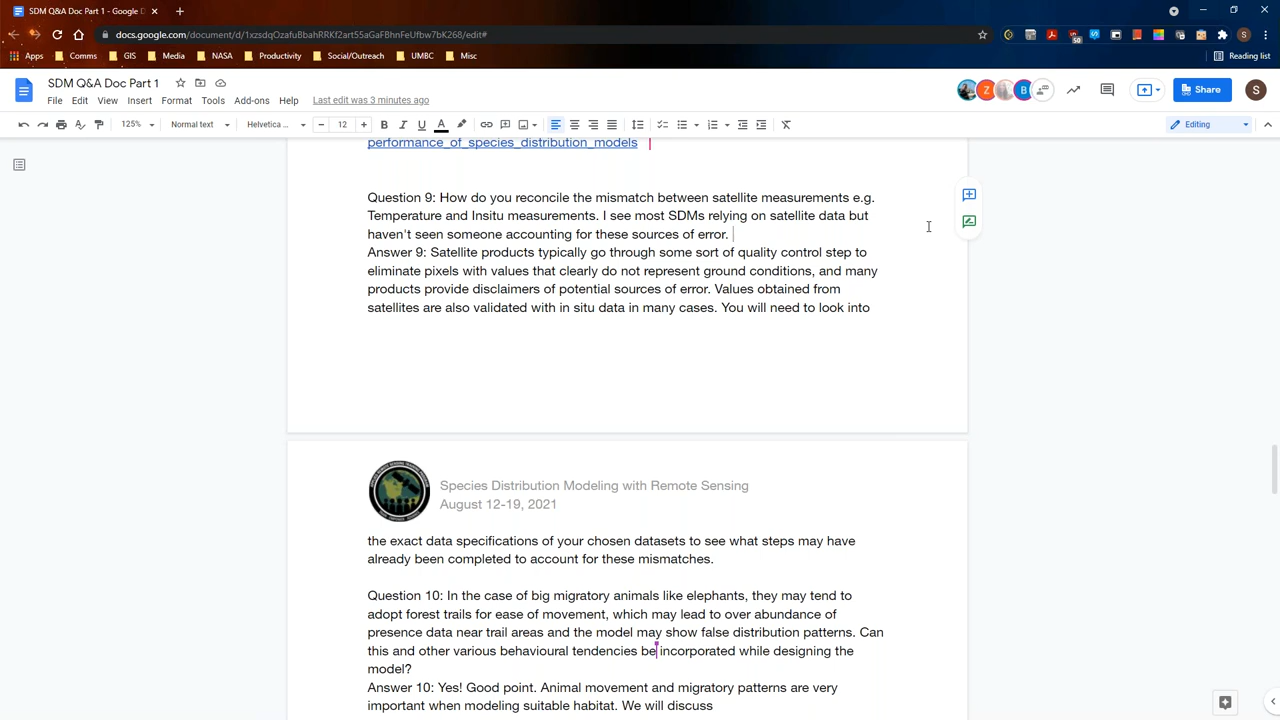 SDM Q&A Doc Part 1 - Google D
docs.google.com/document/d/1xzsdqOzafuBbahRRKf2art55aGaFBhnFeUfbw7bK268/edit#
Apps Comms GIS Media NASA Productivity Social/Outreach UMBC Misc Reading list
SDM Q&A Doc Part 1
File Edit View Insert Format Tools Add-ons Help Last edit was 3 minutes ago
Share
125% Normal text Helvetica ... 12 Editing
performance_of_species_distribution_models
Question 9: How do you reconcile the mismatch between satellite measurements e.g.
Temperature and Insitu measurements. I see most SDMs relying on satellite data but
haven't seen someone accounting for these sources of error.
Answer 9: Satellite products typically go through some sort of quality control step to
eliminate pixels with values that clearly do not represent ground conditions, and many
products provide disclaimers of potential sources of error. Values obtained from
satellites are also validated with in situ data in many cases. You will need to look into
Species Distribution Modeling with Remote Sensing
August 12-19, 2021
the exact data specifications of your chosen datasets to see what steps may have
already been completed to account for these mismatches.
Question 10: In the case of big migratory animals like elephants, they may tend to
adopt forest trails for ease of movement, which may lead to over abundance of
presence data near trail areas and the model may show false distribution patterns. Can
this and other various behavioural tendencies be incorporated while designing the
model?
Answer 10: Yes! Good point. Animal movement and migratory patterns are very
important when modeling suitable habitat. We will discuss